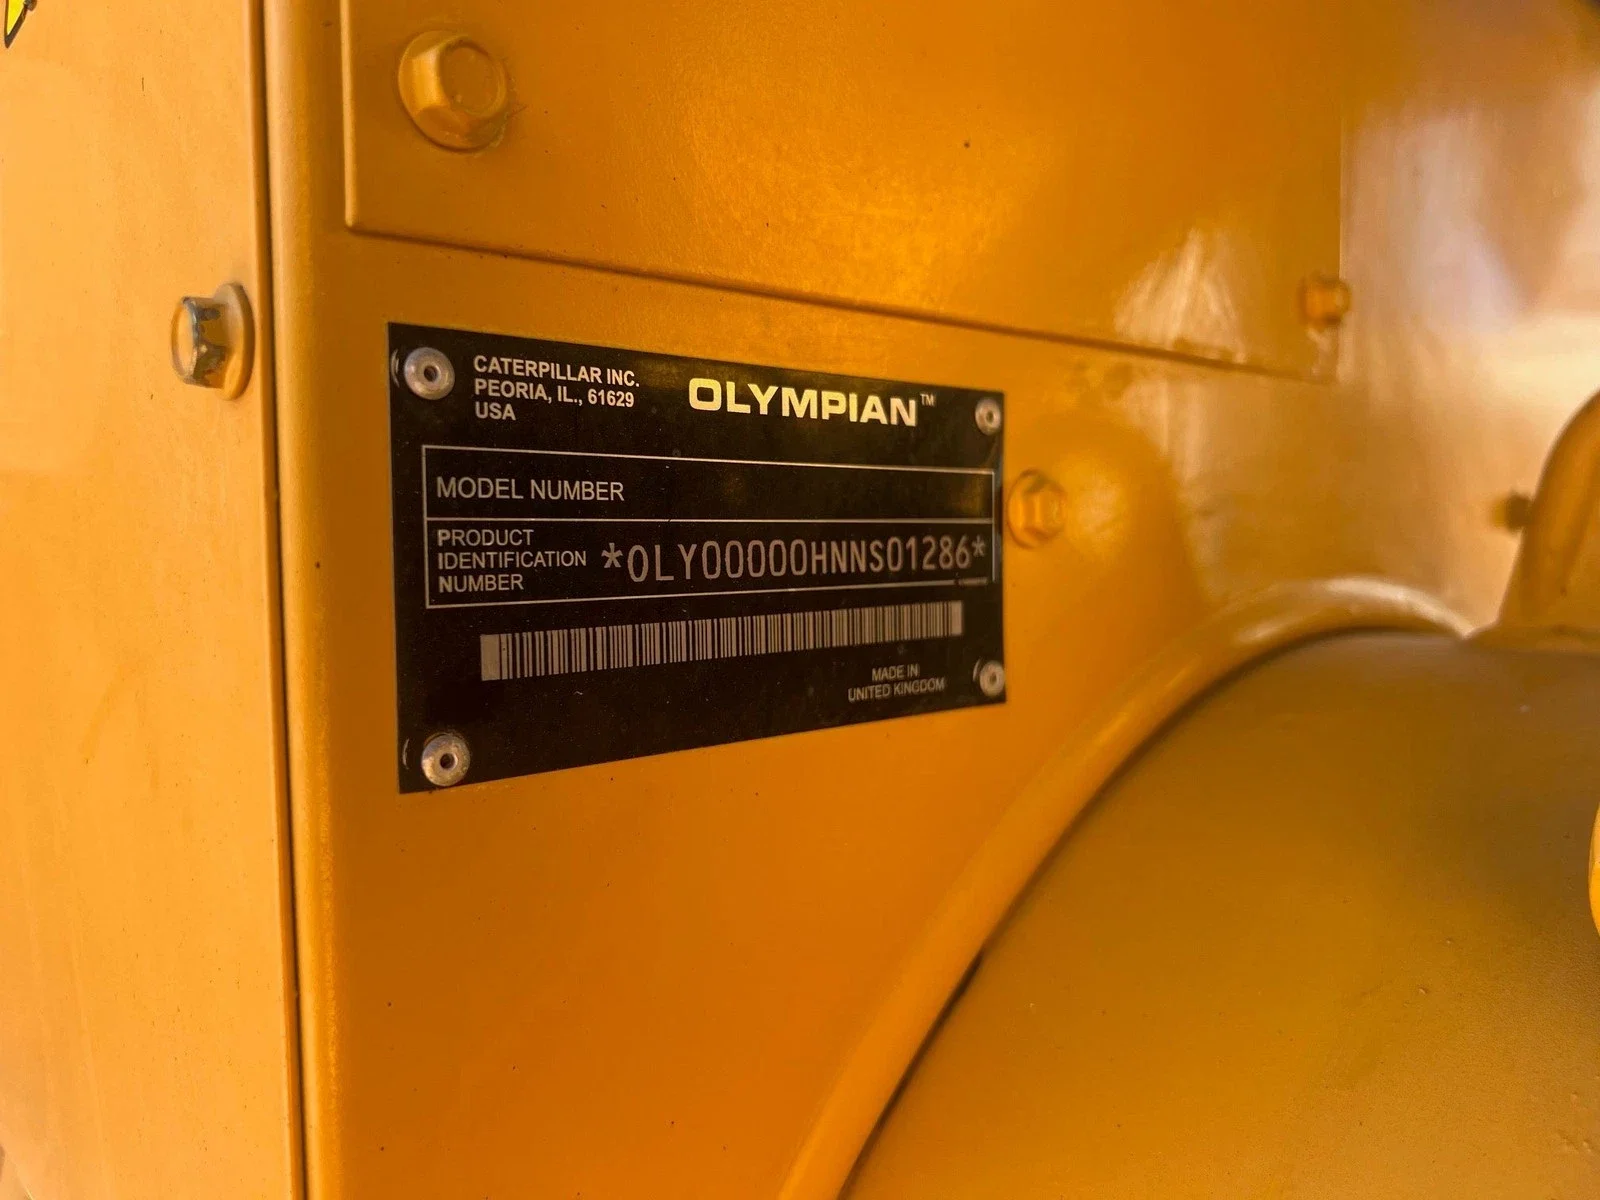 CATERPILLAR INC.
PEORIA, IL., 61629
USA
OLYMPIAN™
MODEL NUMBER
PRODUCT
IDENTIFICATION
NUMBER
*OLY00000HNNS01286*
MADE IN
UNITED KINGDOM